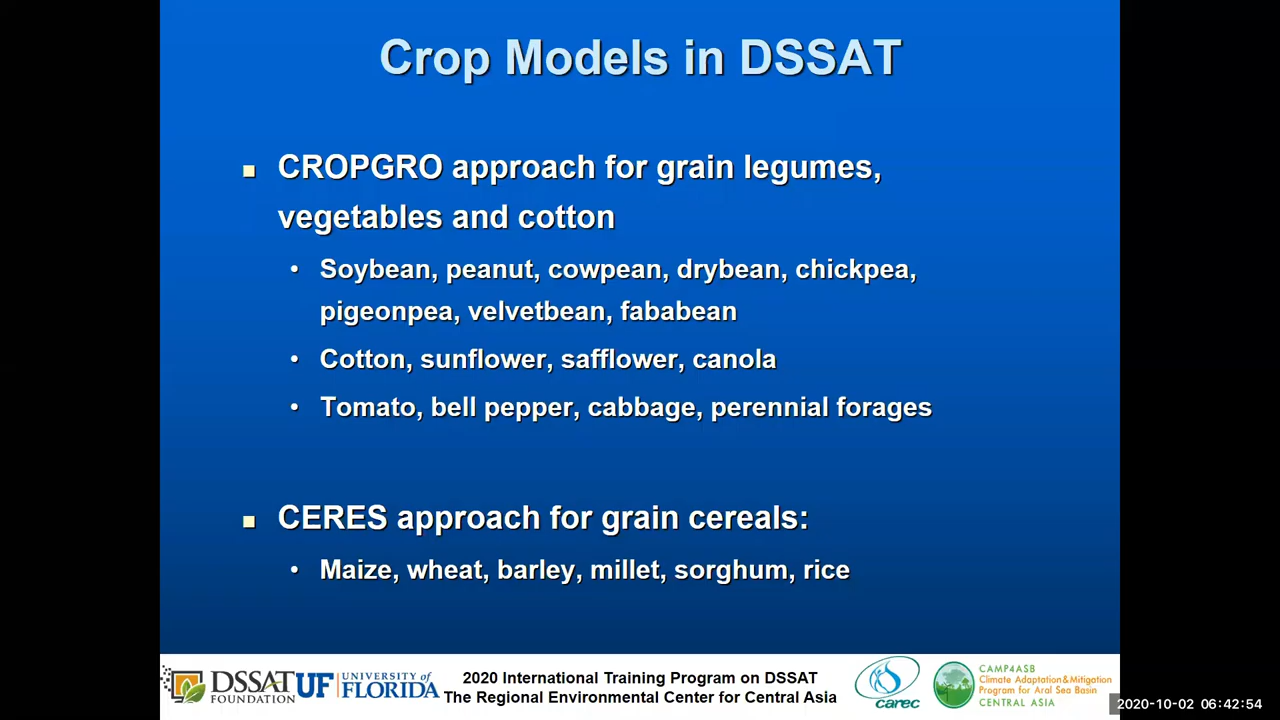 Crop Models in DSSAT
CROPGRO approach for grain legumes,
vegetables and cotton
Soybean, peanut, cowpean, drybean, chickpea,
pigeonpea, velvetbean, fababean
Cotton, sunflower, safflower, canola
Tomato, bell pepper, cabbage, perennial forages
CERES approach for grain cereals:
Maize, wheat, barley, millet, sorghum, rice
DSSAT
FOUNDATION
UF
UNIVERSITY of
FLORIDA
2020 International Training Program on DSSAT
The Regional Environmental Center for Central Asia
carec
CAMP4ASB
Climate Adaptation&Mitigation
Program for Aral Sea Basin
CENTRAL ASIA
2020-10-02 06:42:54